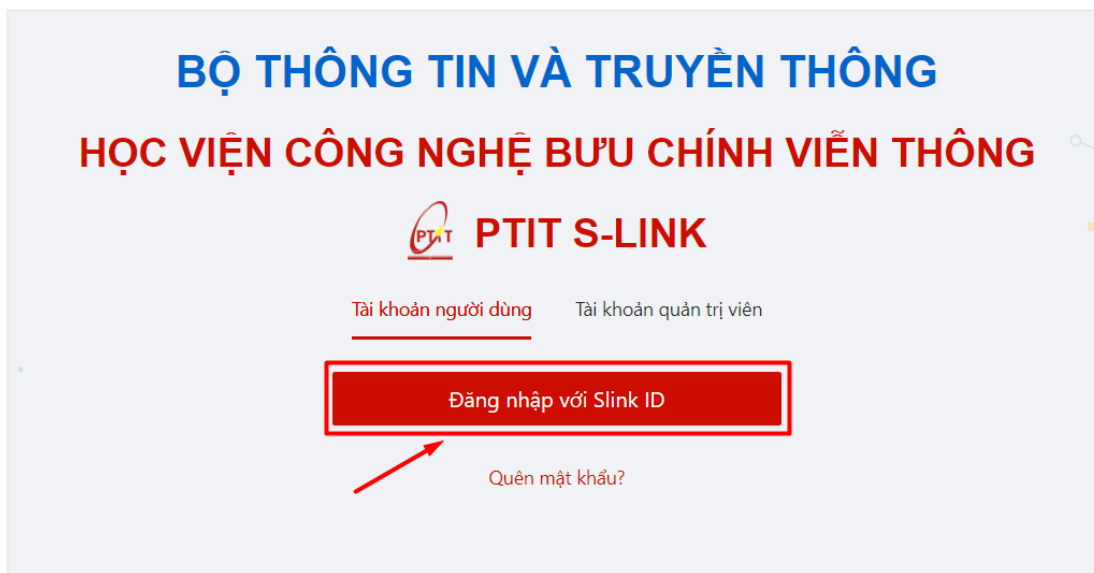 BỘ THÔNG TIN VÀ TRUYỀN THÔNG
HỌC VIỆN CÔNG NGHỆ BƯU CHÍNH VIỄN THÔNG
PTIT PTIT S-LINK
Tài khoản người dùng Tài khoản quản trị viên
Đăng nhập với Slink ID
Quên mật khẩu?